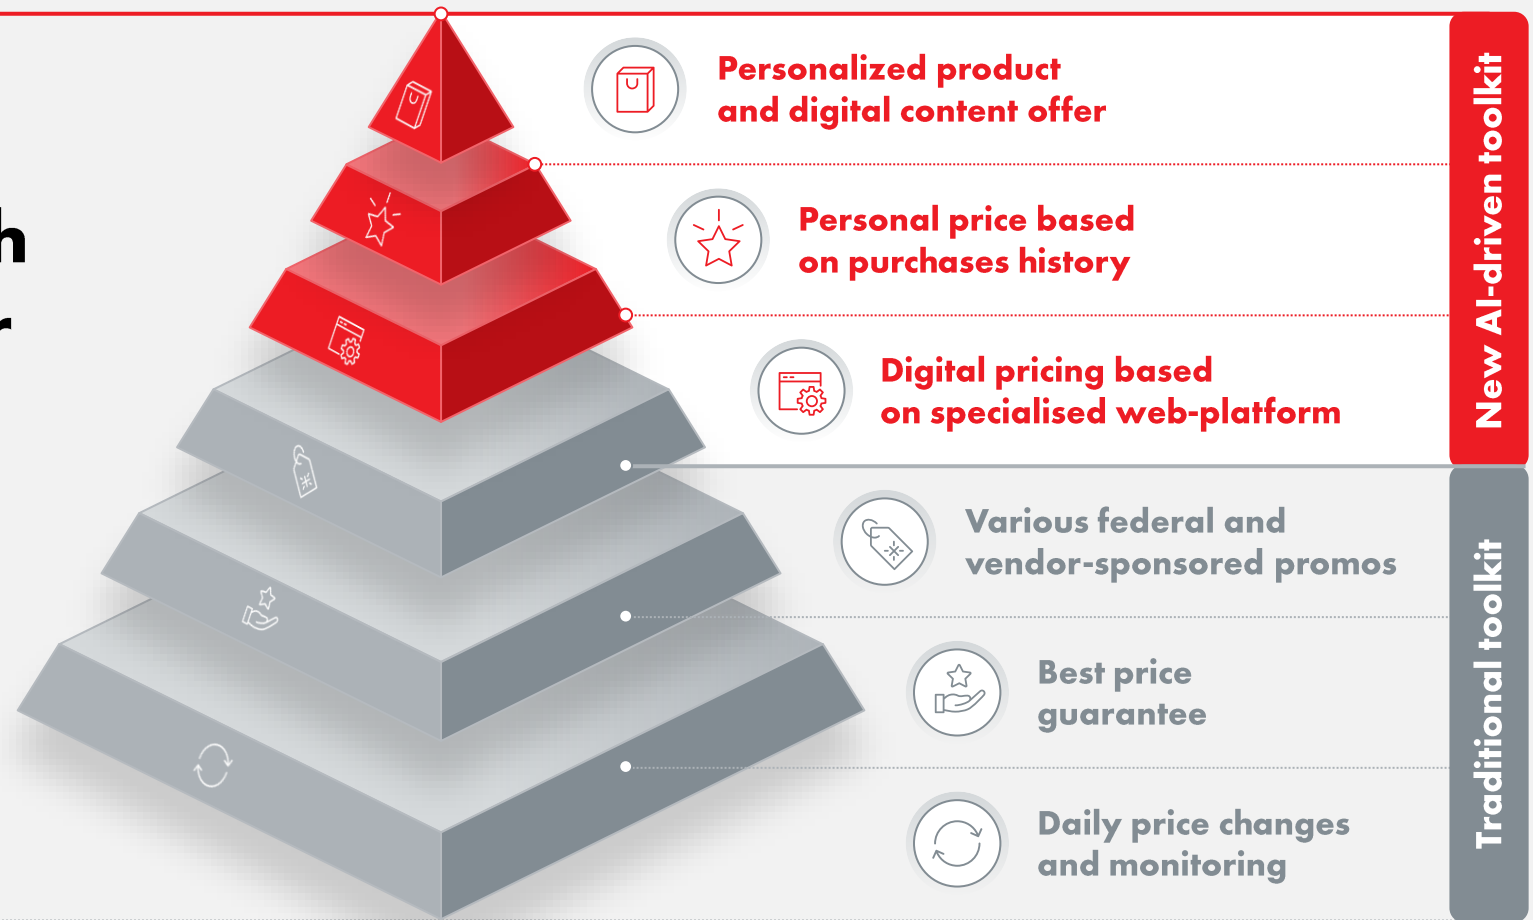 Personalized product
and digital content offer
Personal price based
on purchases history
Digital pricing based
on specialised web-platform
New AI-driven toolkit
Various federal and
vendor-sponsored promos
Best price
guarantee
Daily price changes
and monitoring
Traditional toolkit